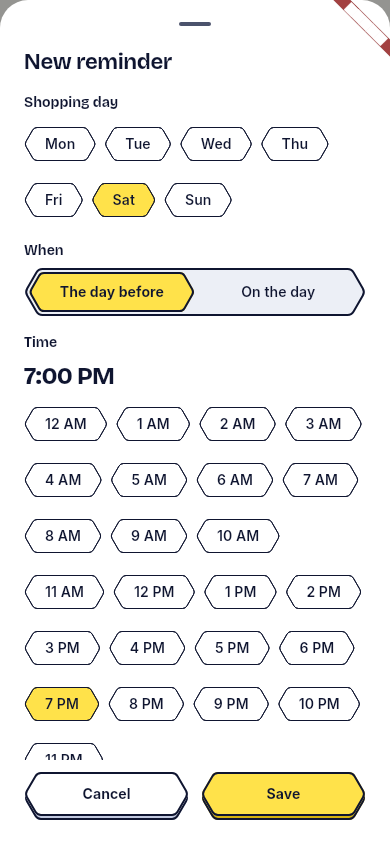 New reminder
Shopping day
Mon Tue Wed Thu
Fri Sat Sun
When
The day before On the day
Time
7:00 PM
12 AM 1 AM 2 AM 3 AM
4 AM 5 AM 6 AM 7 AM
8 AM 9 AM 10 AM
11 AM 12 PM 1 PM 2 PM
3 PM 4 PM 5 PM 6 PM
7 PM 8 PM 9 PM 10 PM
11 PM
Cancel Save